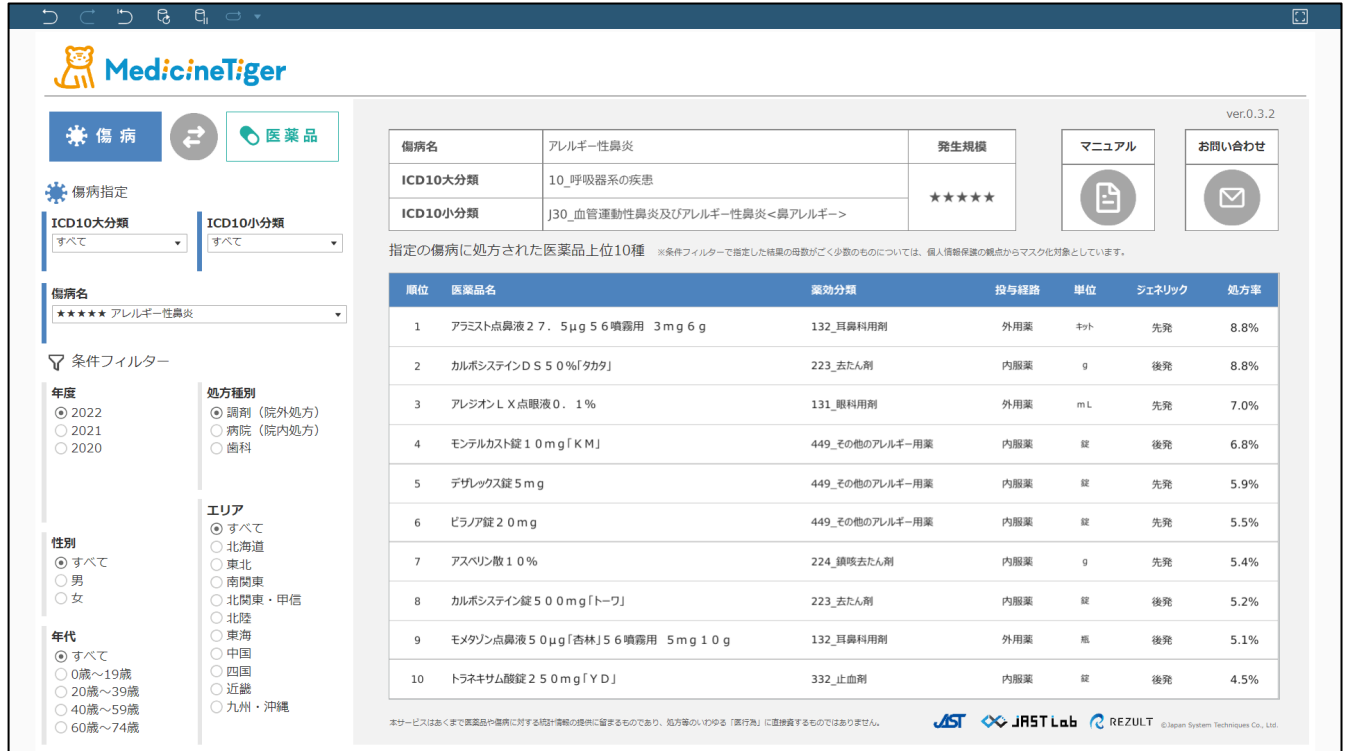 MedicineTiger
ver.0.3.2
傷病
医薬品
傷病指定
ICD10大分類
ICD10小分類
すべて
すべて
傷病名
★★★★★ アレルギー性鼻炎
条件フィルター
年度
2022
2021
2020
処方種別
調剤（院外処方）
病院（院内処方）
歯科
性別
すべて
男
女
年代
すべて
0歳～19歳
20歳～39歳
40歳～59歳
60歳～74歳
エリア
すべて
北海道
東北
南関東
北関東・甲信
北陸
東海
中国
四国
近畿
九州・沖縄
傷病名 アレルギー性鼻炎 発生規模
ICD10大分類 10_呼吸器系の疾患
★★★★★
ICD10小分類 J30_血管運動性鼻炎及びアレルギー性鼻炎<鼻アレルギー>
マニュアル
お問い合わせ
指定の傷病に処方された医薬品上位10種 ※条件フィルターで指定した結果の母数がごく少数のものについては、個人情報保護の観点からマスク化対象としています。
順位 医薬品名 薬効分類 投与経路 単位 ジェネリック 処方率
1 アラミスト点鼻液２７．５μｇ５６噴霧用 ３ｍｇ６ｇ 132_耳鼻科用剤 外用薬 キット 先発 8.8%
2 カルボシステインＤＳ５０％「タカタ」 223_去たん剤 内服薬 g 後発 8.8%
3 アレジオンＬＸ点眼液０．１％ 131_眼科用剤 外用薬 mL 先発 7.0%
4 モンテルカスト錠１０ｍｇ「ＫＭ」 449_その他のアレルギー用薬 内服薬 錠 後発 6.8%
5 デザレックス錠５ｍｇ 449_その他のアレルギー用薬 内服薬 錠 先発 5.9%
6 ビラノア錠２０ｍｇ 449_その他のアレルギー用薬 内服薬 錠 先発 5.5%
7 アスベリン散１０％ 224_鎮咳去たん剤 内服薬 g 先発 5.4%
8 カルボシステイン錠５００ｍｇ「トーワ」 223_去たん剤 内服薬 錠 後発 5.2%
9 モメタゾン点鼻液５０μｇ「杏林」５６噴霧用 ５ｍｇ１０ｇ 132_耳鼻科用剤 外用薬 瓶 後発 5.1%
10 トラネキサム酸錠２５０ｍｇ「ＹＤ」 332_止血剤 内服薬 錠 後発 4.5%
本サービスはあくまで医薬品や傷病に対する統計情報の提供に留まるものであり、処方等のいわゆる「医行為」に直接資するものではありません。
JAST JAST Lab REZULT ©Japan System Techniques Co., Ltd.